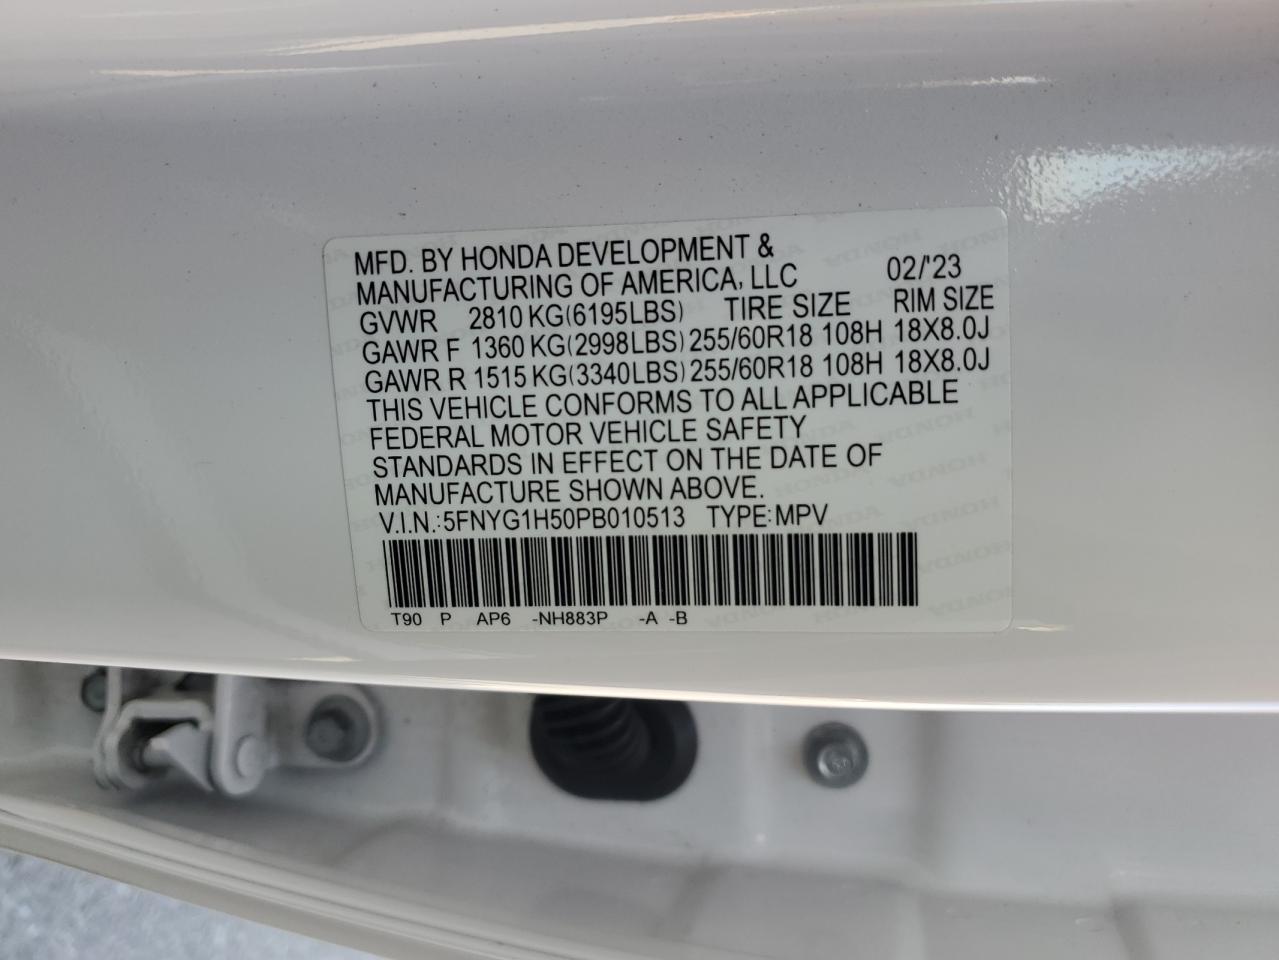 MFD. BY HONDA DEVELOPMENT &
MANUFACTURING OF AMERICA, LLC 02/'23
GVWR 2810 KG(6195LBS) TIRE SIZE RIM SIZE
GAWR F 1360 KG(2998LBS) 255/60R18 108H 18X8.0J
GAWR R 1515 KG(3340LBS) 255/60R18 108H 18X8.0J
THIS VEHICLE CONFORMS TO ALL APPLICABLE
FEDERAL MOTOR VEHICLE SAFETY
STANDARDS IN EFFECT ON THE DATE OF
MANUFACTURE SHOWN ABOVE.
V.I.N.:5FNYG1H50PB010513 TYPE:MPV
T90 P AP6 -NH883P -A -B